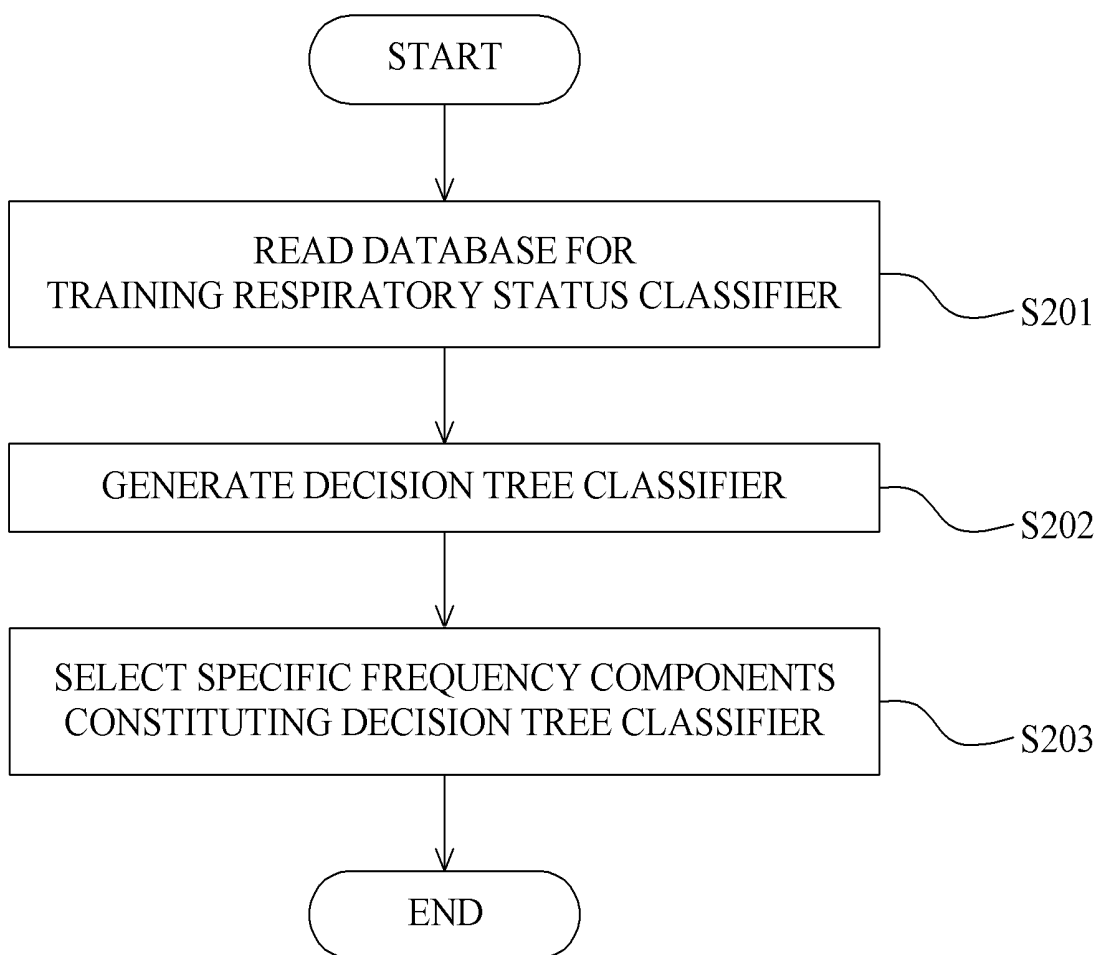 START
READ DATABASE FOR
TRAINING RESPIRATORY STATUS CLASSIFIER
S201
GENERATE DECISION TREE CLASSIFIER
S202
SELECT SPECIFIC FREQUENCY COMPONENTS
CONSTITUTING DECISION TREE CLASSIFIER
S203
END